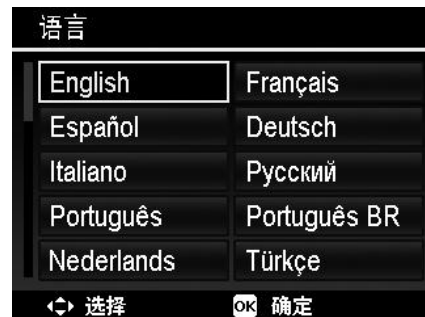 语言
English Français
Español Deutsch
Italiano Русский
Português Português BR
Nederlands Türkçe
选择 OK 确定